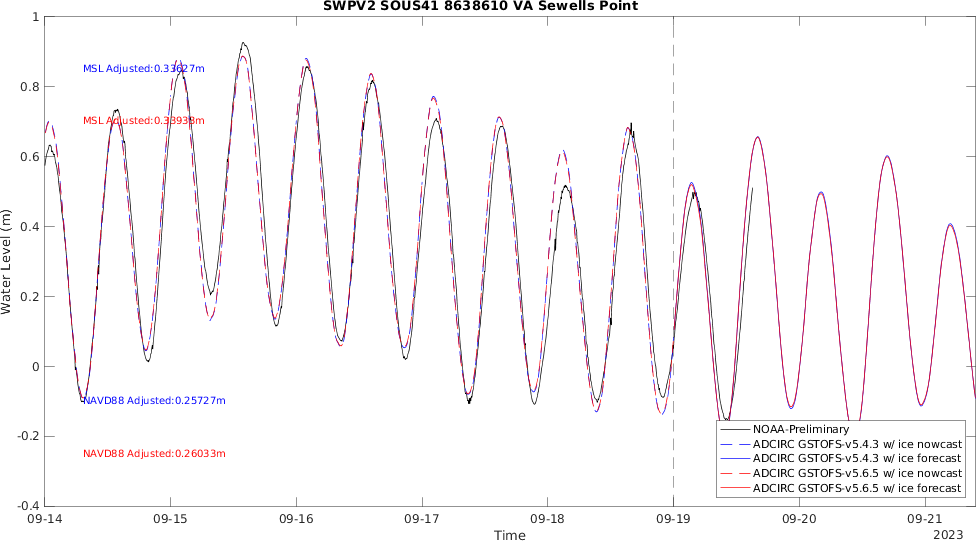 SWPV2 SOUS41 8638610 VA Sewells Point
1
0.8
0.6
0.4
0.2
0
-0.2
-0.4
Water Level (m)
MSL Adjusted:0.33627m
MSL Adjusted:0.33938m
NAVD88 Adjusted:0.25727m
NAVD88 Adjusted:0.26033m
NOAA-Preliminary
ADCIRC GSTOFS-v5.4.3 w/ ice nowcast
ADCIRC GSTOFS-v5.4.3 w/ ice forecast
ADCIRC GSTOFS-v5.6.5 w/ ice nowcast
ADCIRC GSTOFS-v5.6.5 w/ ice forecast
09-14 09-15 09-16 09-17 09-18 09-19 09-20 09-21
Time
2023